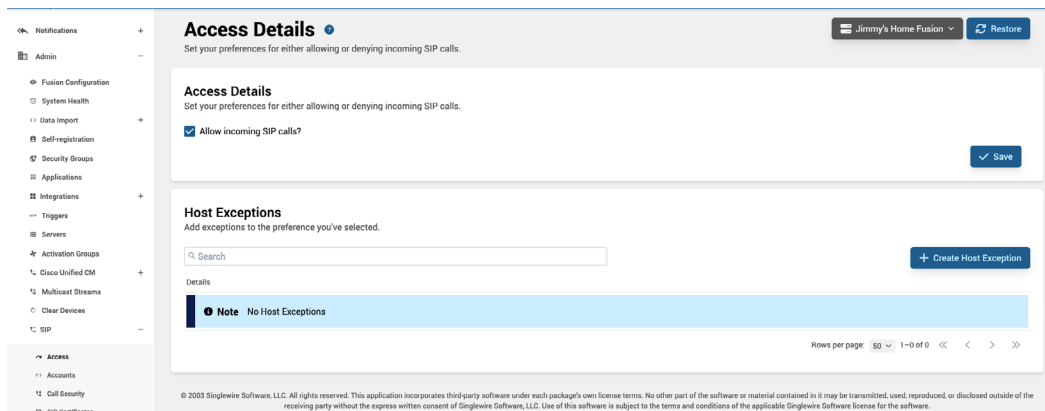 Notifications +
Admin –
Fusion Configuration
System Health
Data Import +
Self-registration
Security Groups
Applications
Integrations +
Triggers
Servers
Activation Groups
Cisco Unified CM +
Multicast Streams
Clear Devices
SIP –
Access
Accounts
Call Security
SIP Certificates
Access Details ?
Set your preferences for either allowing or denying incoming SIP calls.
Jimmy's Home Fusion
Restore
Access Details
Set your preferences for either allowing or denying incoming SIP calls.
Allow incoming SIP calls?
Save
Host Exceptions
Add exceptions to the preference you've selected.
Search
+ Create Host Exception
Details
Note No Host Exceptions
Rows per page: 50 1–0 of 0
© 2003 Singlewire Software, LLC. All rights reserved. This application incorporates third-party software under each package's own license terms. No other part of the software or material contained in it may be transmitted, used, reproduced, or disclosed outside of the
receiving party without the express written consent of Singlewire Software, LLC. Use of this software is subject to the terms and conditions of the applicable Singlewire Software license for the software.